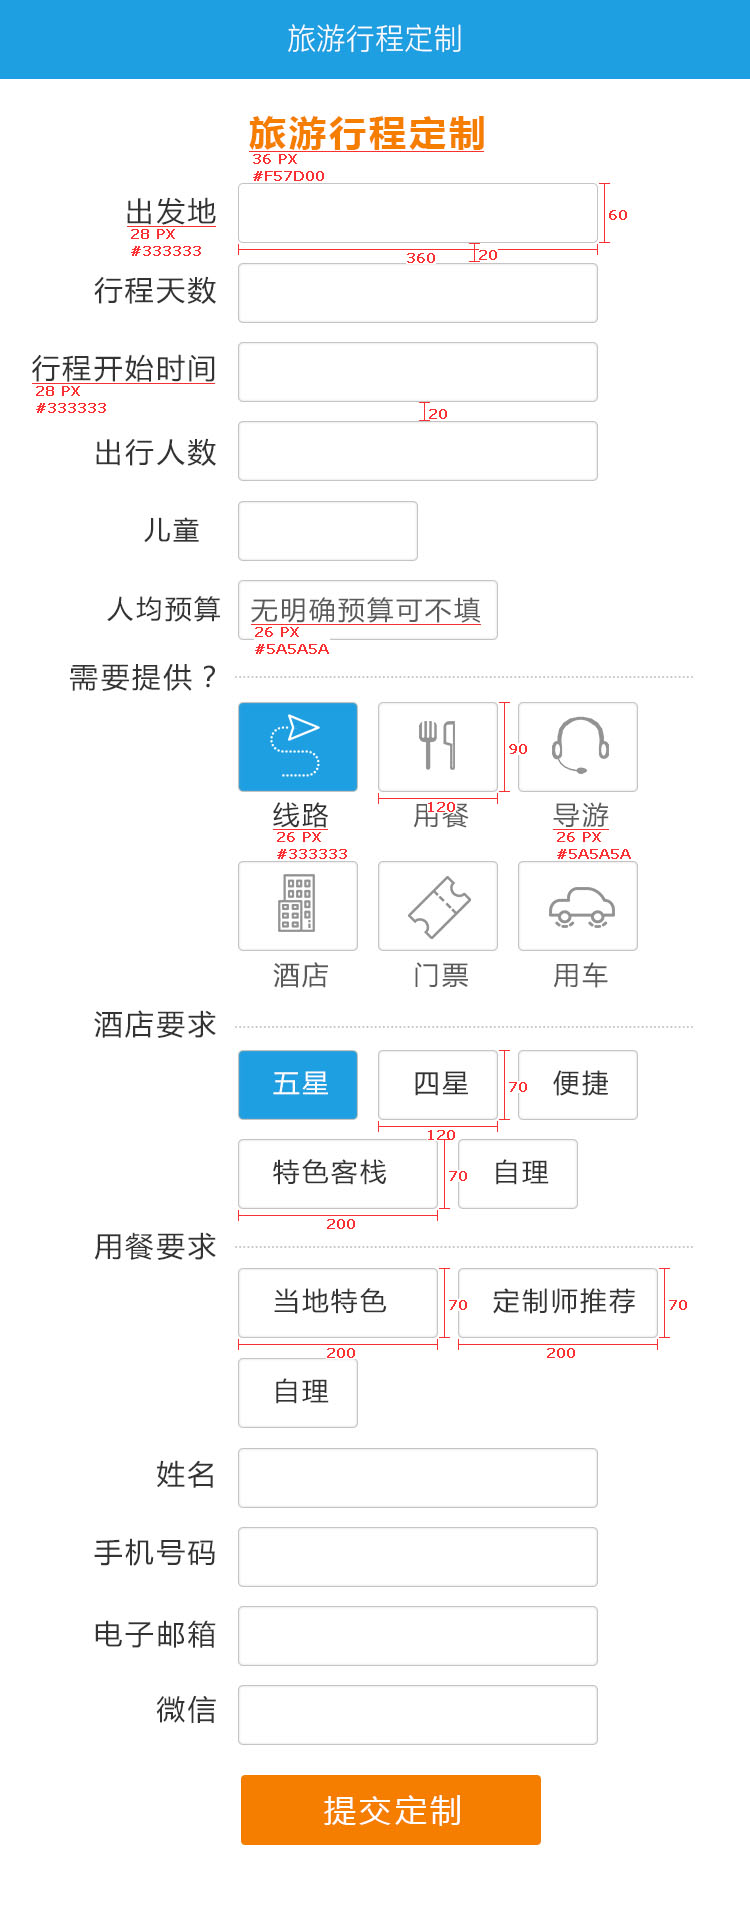 旅游行程定制
旅游行程定制
36 PX
#F57D00
出发地
28 PX
#333333
60
360
20
行程天数
行程开始时间
28 PX
#333333
20
出行人数
儿童
人均预算
无明确预算可不填
26 PX
#5A5A5A
需要提供？
90
120
线路
用餐
导游
26 PX
#333333
26 PX
#5A5A5A
酒店
门票
用车
酒店要求
五星
四星
70
便捷
120
特色客栈
70
自理
200
用餐要求
当地特色
70
定制师推荐
70
200
200
自理
姓名
手机号码
电子邮箱
微信
提交定制